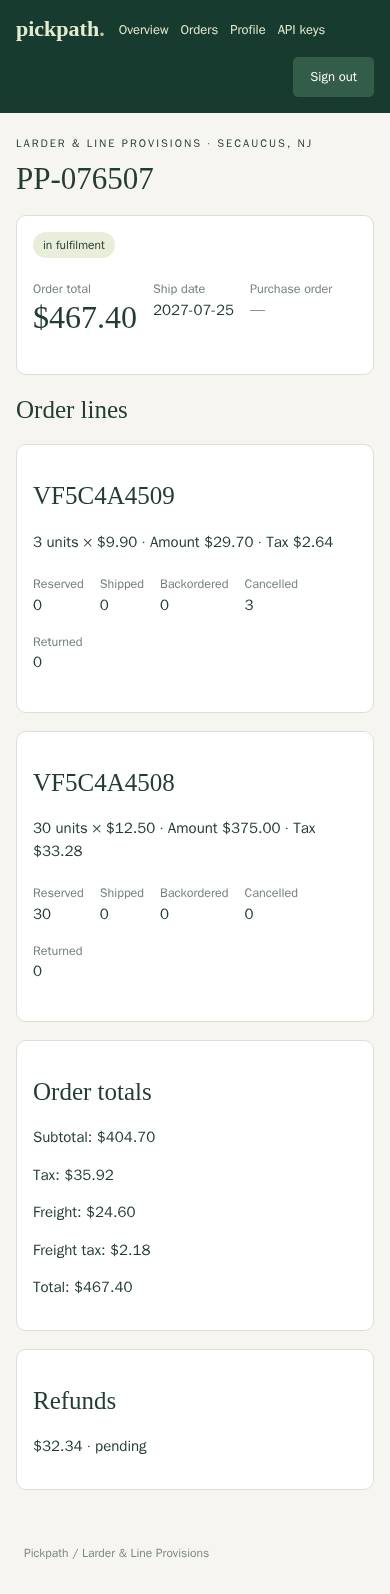 pickpath. Overview Orders Profile API keys
Sign out
LARDER & LINE PROVISIONS · SECAUCUS, NJ
PP-076507
in fulfilment
Order total Ship date Purchase order
$467.40 2027-07-25 —
Order lines
VF5C4A4509
3 units × $9.90 · Amount $29.70 · Tax $2.64
Reserved Shipped Backordered Cancelled
0 0 0 3
Returned
0
VF5C4A4508
30 units × $12.50 · Amount $375.00 · Tax
$33.28
Reserved Shipped Backordered Cancelled
30 0 0 0
Returned
0
Order totals
Subtotal: $404.70
Tax: $35.92
Freight: $24.60
Freight tax: $2.18
Total: $467.40
Refunds
$32.34 · pending
Pickpath / Larder & Line Provisions